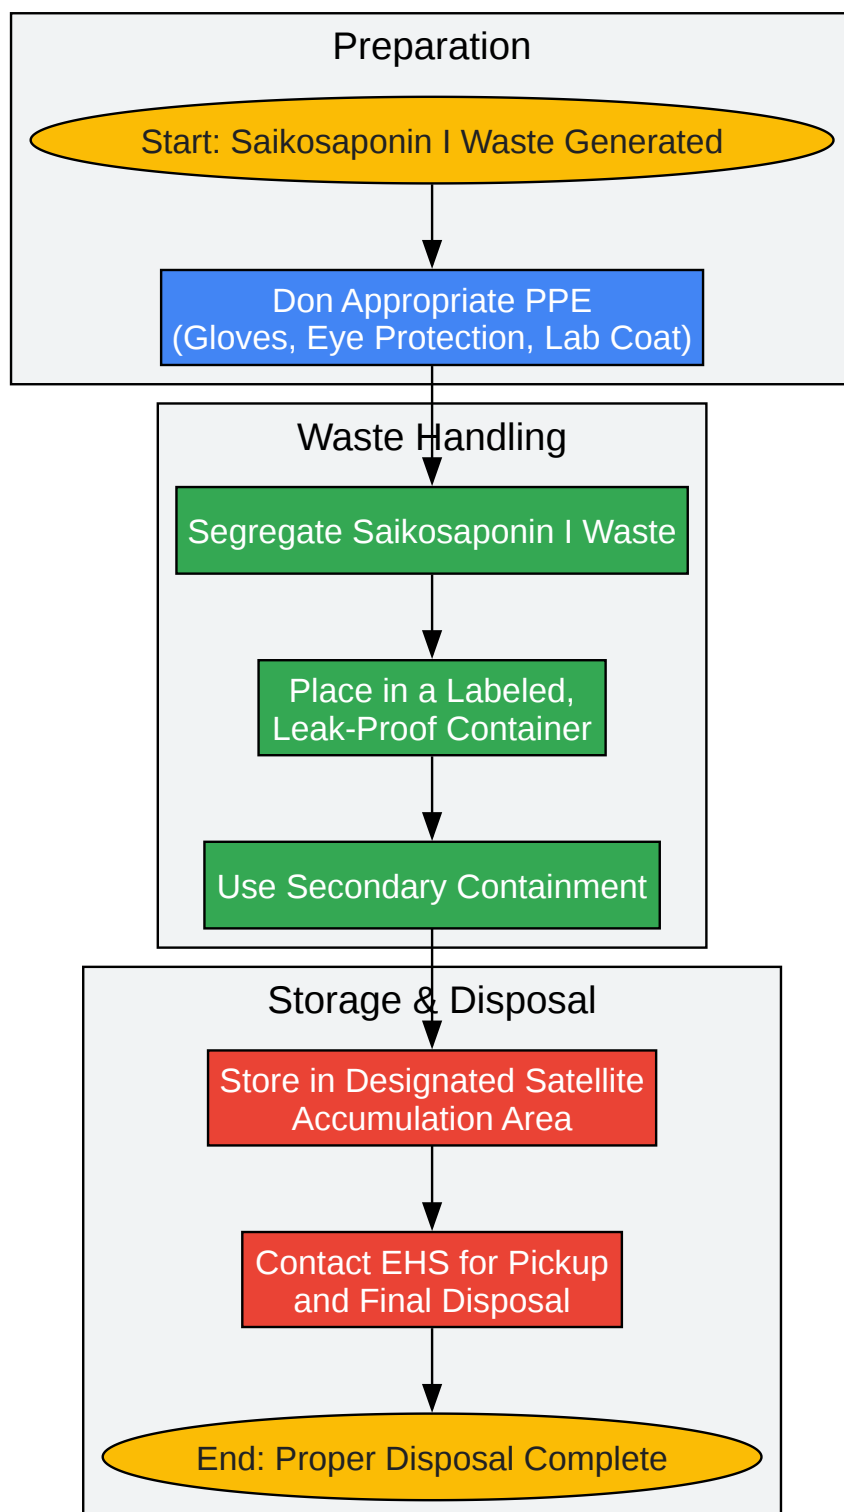 Preparation
Start: Saikosaponin I Waste Generated
Don Appropriate PPE
(Gloves, Eye Protection, Lab Coat)
Waste Handling
Segregate Saikosaponin I Waste
Place in a Labeled,
Leak-Proof Container
Use Secondary Containment
Storage & Disposal
Store in Designated Satellite
Accumulation Area
Contact EHS for Pickup
and Final Disposal
End: Proper Disposal Complete